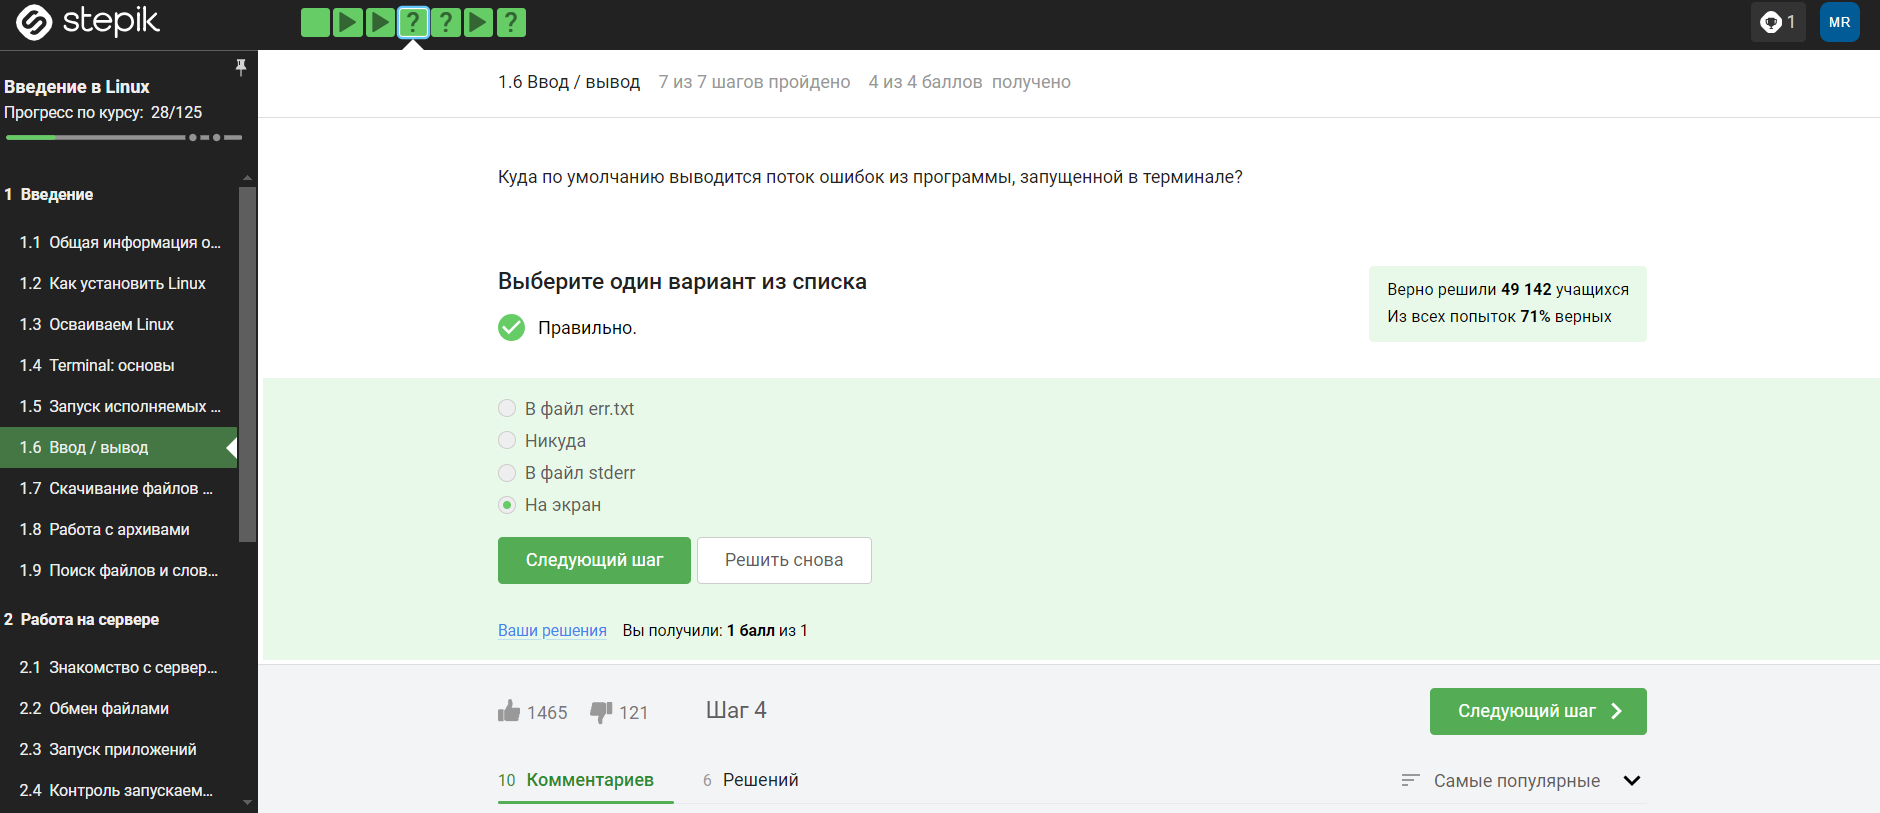 stepik
? ? ?
1
MR
Введение в Linux
Прогресс по курсу: 28/125
1 Введение
1.1 Общая информация о...
1.2 Как установить Linux
1.3 Осваиваем Linux
1.4 Terminal: основы
1.5 Запуск исполняемых ...
1.6 Ввод / вывод
1.7 Скачивание файлов ...
1.8 Работа с архивами
1.9 Поиск файлов и слов...
2 Работа на сервере
2.1 Знакомство с сервер...
2.2 Обмен файлами
2.3 Запуск приложений
2.4 Контроль запускаем...
1.6 Ввод / вывод 7 из 7 шагов пройдено 4 из 4 баллов получено
Куда по умолчанию выводится поток ошибок из программы, запущенной в терминале?
Выберите один вариант из списка
Правильно.
Верно решили 49 142 учащихся
Из всех попыток 71% верных
В файл err.txt
Никуда
В файл stderr
На экран
Следующий шаг Решить снова
Ваши решения Вы получили: 1 балл из 1
1465 121 Шаг 4 Следующий шаг
10 Комментариев 6 Решений Самые популярные